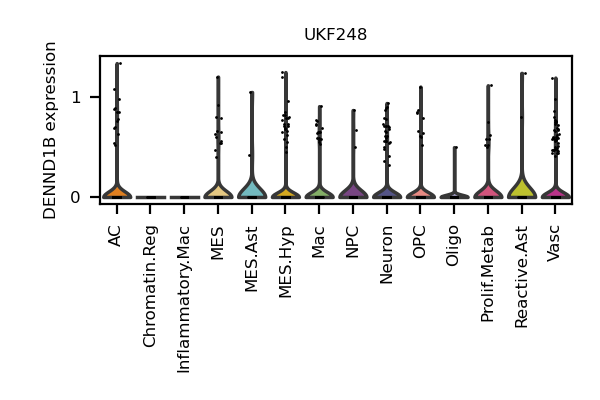 UKF248
DENND1B expression
1
0
AC
Chromatin.Reg
Inflammatory.Mac
MES
MES.Ast
MES.Hyp
Mac
NPC
Neuron
OPC
Oligo
Prolif.Metab
Reactive.Ast
Vasc